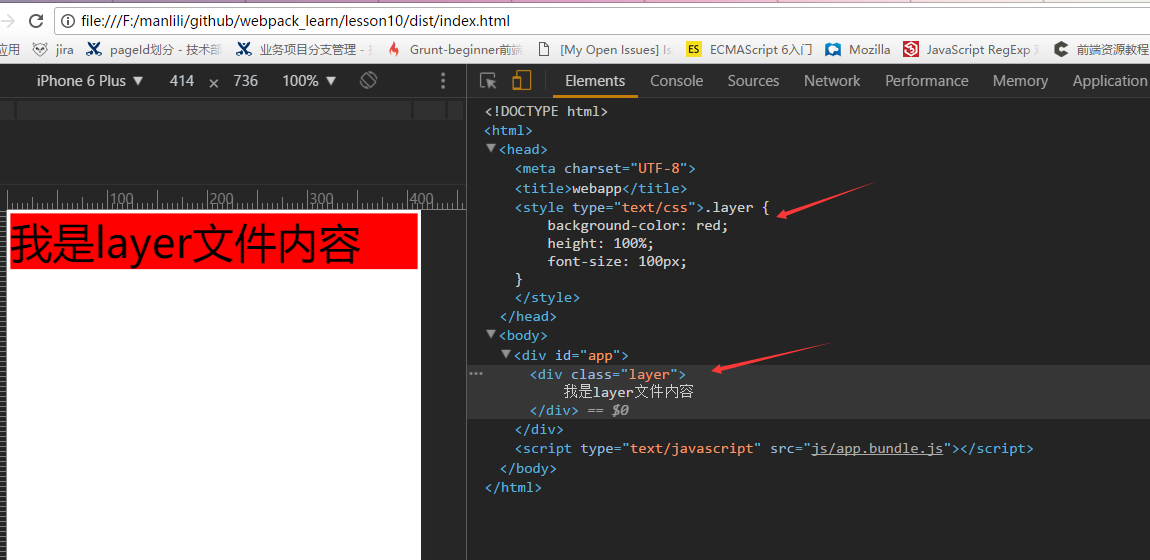 file:///F:/manlili/github/webpack_learn/lesson10/dist/index.html
应用 jira pageId划分 - 技术部 业务项目分支管理 - Grunt-beginner前端 [My Open Issues] Is ES ECMAScript 6入门 Mozilla JavaScript RegExp 前端资源教程
iPhone 6 Plus ▼ 414 × 736 100% ▼
Elements Console Sources Network Performance Memory Application
100 200 300 400
我是layer文件内容
<!DOCTYPE html>
<html>
▼<head>
<meta charset="UTF-8">
<title>webapp</title>
<style type="text/css">.layer {
background-color: red;
height: 100%;
font-size: 100px;
}
</style>
</head>
▼<body>
▼<div id="app">
<div class="layer">
我是layer文件内容
</div> == $0
</div>
<script type="text/javascript" src="js/app.bundle.js"></script>
</body>
</html>